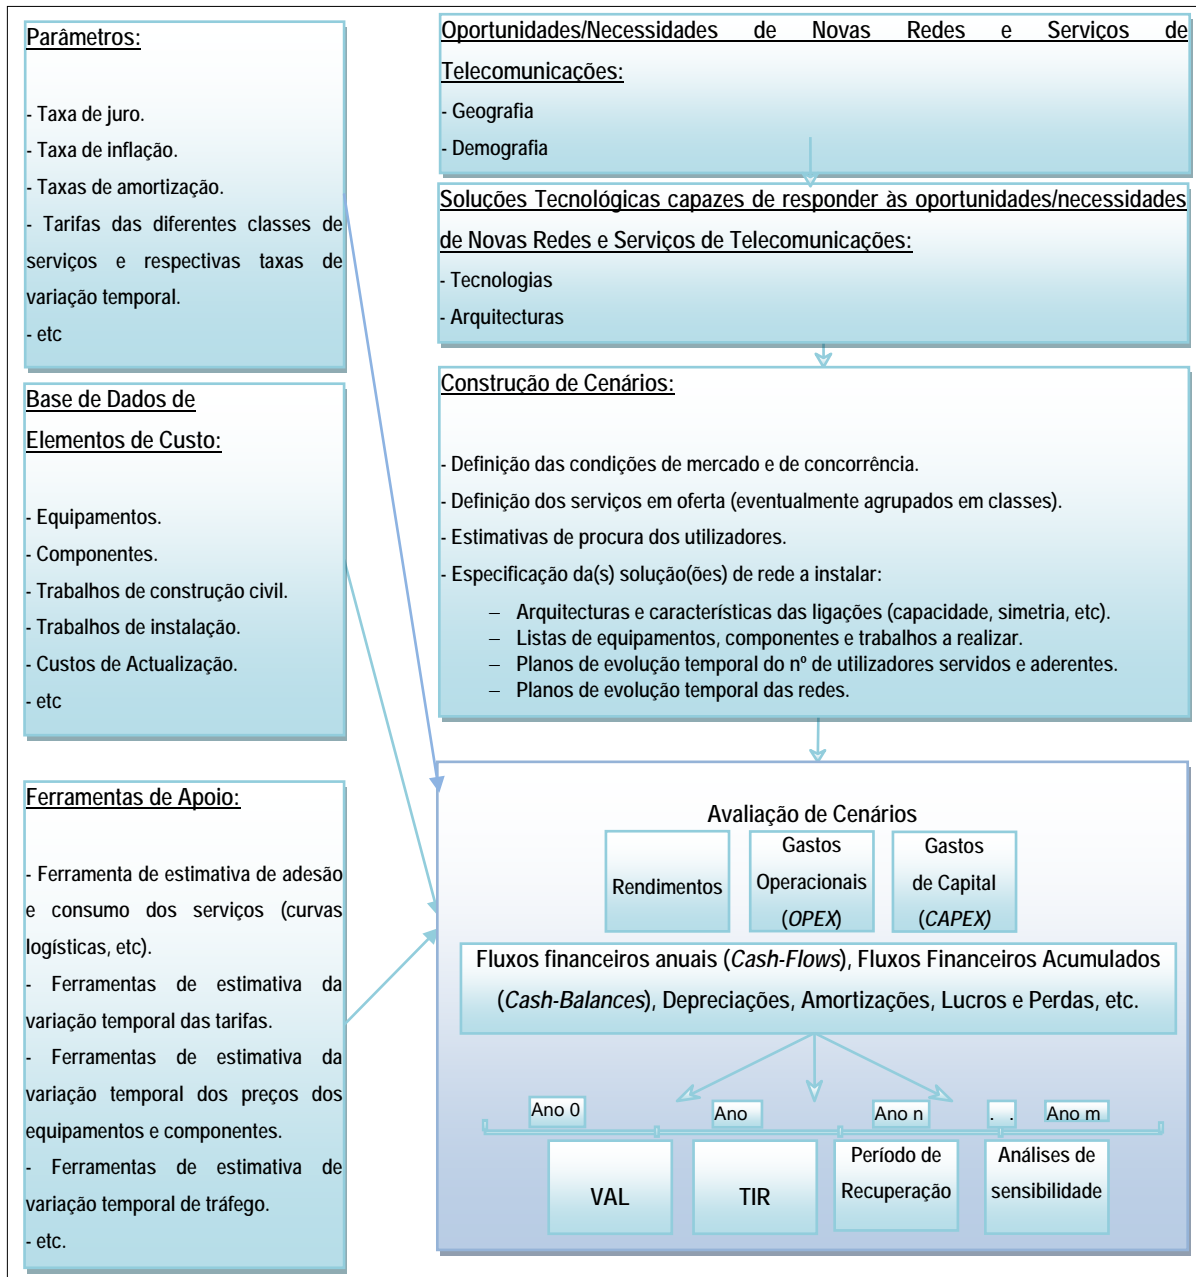 Parâmetros:
- Taxa de juro.
- Taxa de inflação.
- Taxas de amortização.
- Tarifas das diferentes classes de
serviços e respectivas taxas de
variação temporal.
- etc
Base de Dados de
Elementos de Custo:
- Equipamentos.
- Componentes.
- Trabalhos de construção civil.
- Trabalhos de instalação.
- Custos de Actualização.
- etc
Ferramentas de Apoio:
- Ferramenta de estimativa de adesão
e consumo dos serviços (curvas
logísticas, etc).
- Ferramentas de estimativa da
variação temporal das tarifas.
- Ferramentas de estimativa da
variação temporal dos preços dos
equipamentos e componentes.
- Ferramentas de estimativa de
variação temporal de tráfego.
- etc.
Oportunidades/Necessidades de Novas Redes e Serviços de
Telecomunicações:
- Geografia
- Demografia
Soluções Tecnológicas capazes de responder às oportunidades/necessidades
de Novas Redes e Serviços de Telecomunicações:
- Tecnologias
- Arquitecturas
Construção de Cenários:
- Definição das condições de mercado e de concorrência.
- Definição dos serviços em oferta (eventualmente agrupados em classes).
- Estimativas de procura dos utilizadores.
- Especificação da(s) solução(ões) de rede a instalar:
– Arquitecturas e características das ligações (capacidade, simetria, etc).
– Listas de equipamentos, componentes e trabalhos a realizar.
– Planos de evolução temporal do nº de utilizadores servidos e aderentes.
– Planos de evolução temporal das redes.
Avaliação de Cenários
Rendimentos
Gastos
Operacionais
(OPEX)
Gastos
de Capital
(CAPEX)
Fluxos financeiros anuais (Cash-Flows), Fluxos Financeiros Acumulados
(Cash-Balances), Depreciações, Amortizações, Lucros e Perdas, etc.
Ano 0
Ano
Ano n
. .
Ano m
VAL
TIR
Período de
Recuperação
Análises de
sensibilidade